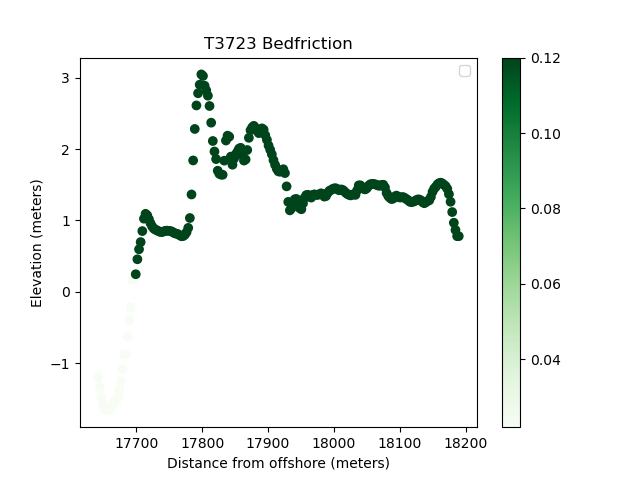 T3723 Bedfriction
3
2
1
0
−1
Elevation (meters)
17700 17800 17900 18000 18100 18200
Distance from offshore (meters)
0.12
0.10
0.08
0.06
0.04